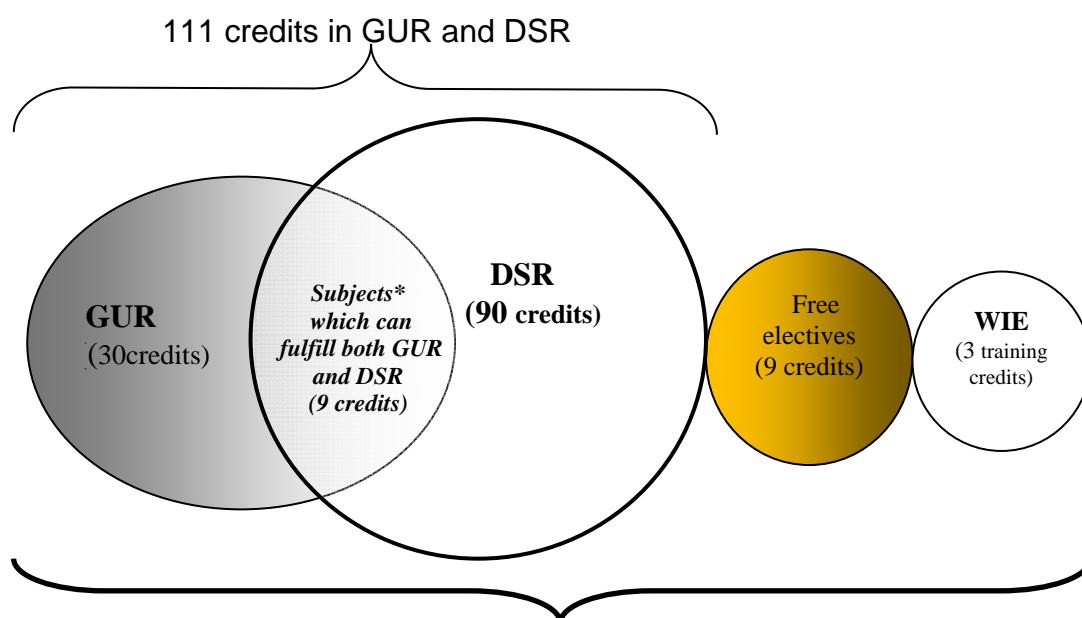 111 credits in GUR and DSR
GUR
(30credits)
Subjects*
which can
fulfill both GUR
and DSR
(9 credits)
DSR
(90 credits)
Free
electives
(9 credits)
WIE
(3 training
credits)